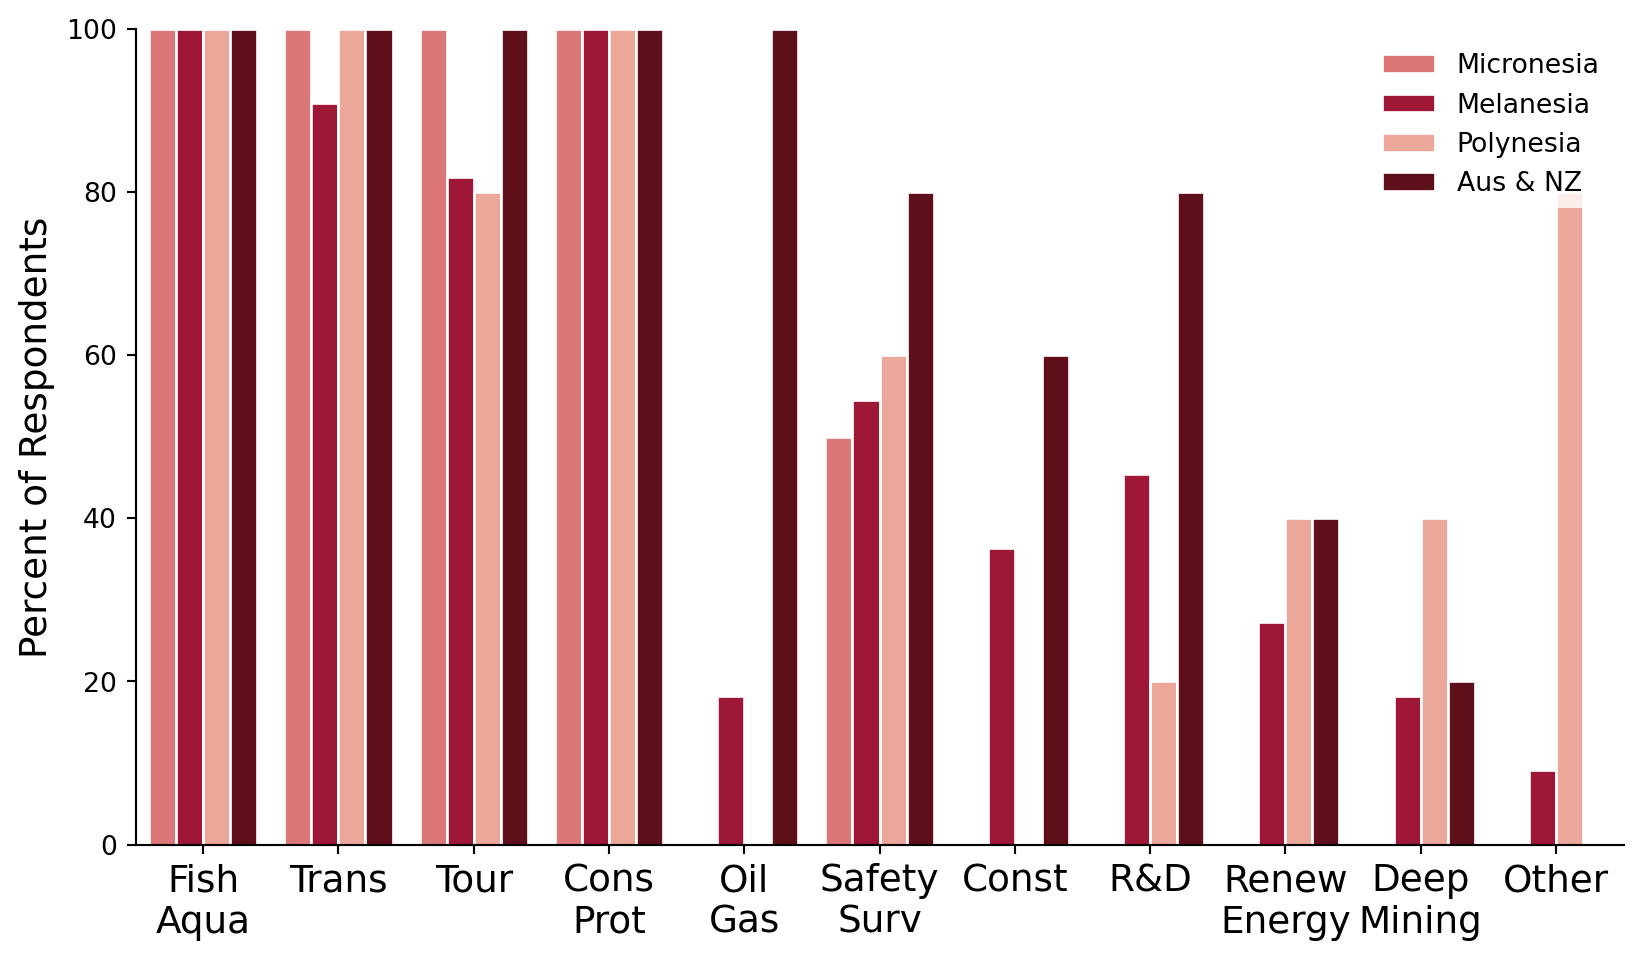 100
80
60
40
20
0
Percent of Respondents
Micronesia
Melanesia
Polynesia
Aus & NZ
Fish
Aqua
Trans
Tour
Cons
Prot
Oil
Gas
Safety
Surv
Const
R&D
Renew
Energy
Deep
Mining
Other